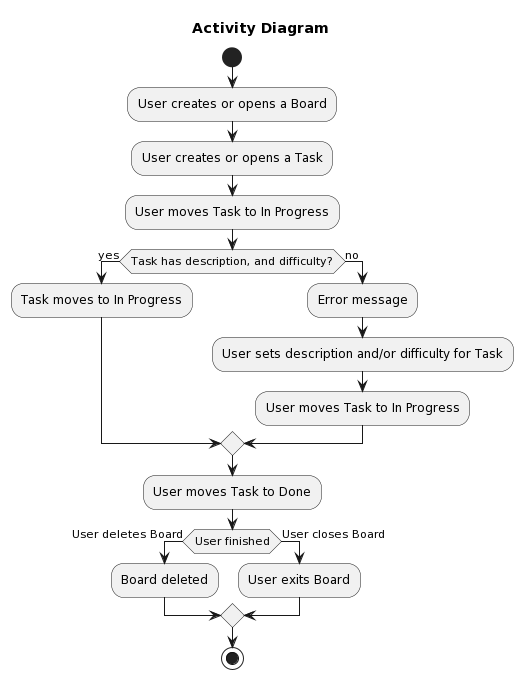 Activity Diagram
User creates or opens a Board
User creates or opens a Task
User moves Task to In Progress
yes
Task has description, and difficulty?
no
Task moves to In Progress
Error message
User sets description and/or difficulty for Task
User moves Task to In Progress
User moves Task to Done
User deletes Board
User finished
User closes Board
Board deleted
User exits Board